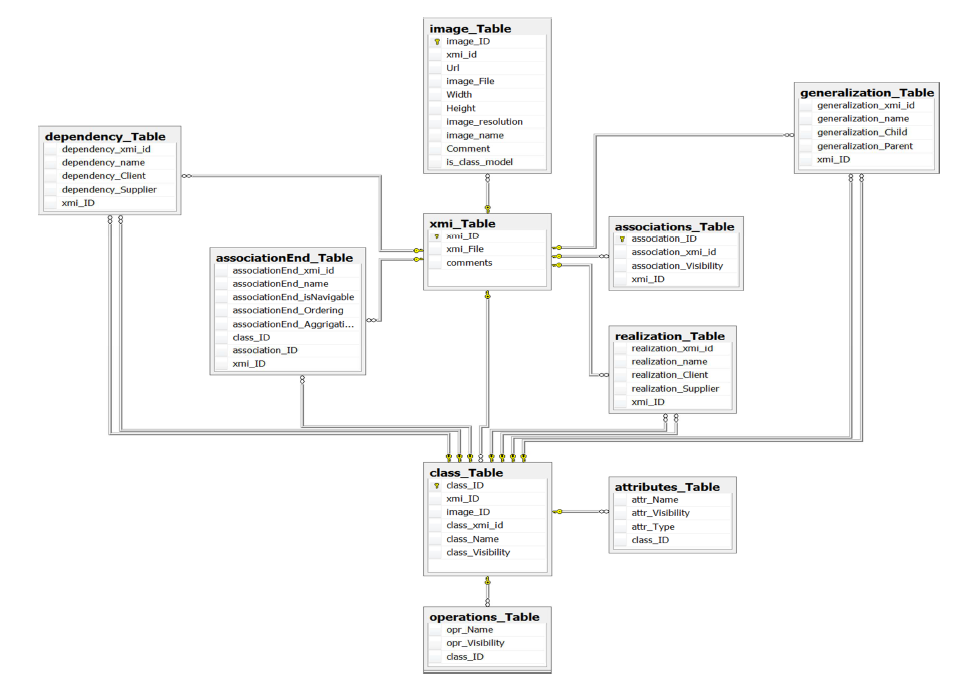 image_Table
image_ID
xmi_id
Url
image_File
Width
Height
image_resolution
image_name
Comment
is_class_model
generalization_Table
generalization_xmi_id
generalization_name
generalization_Child
generalization_Parent
xmi_ID
dependency_Table
dependency_xmi_id
dependency_name
dependency_Client
dependency_Supplier
xmi_ID
xmi_Table
xmi_ID
xmi_File
comments
associations_Table
association_ID
association_xmi_id
association_Visibility
xmi_ID
associationEnd_Table
associationEnd_xmi_id
associationEnd_name
associationEnd_isNavigable
associationEnd_Ordering
associationEnd_Aggrigati...
class_ID
association_ID
xmi_ID
realization_Table
realization_xmi_id
realization_name
realization_Client
realization_Supplier
xmi_ID
class_Table
class_ID
xmi_ID
image_ID
class_xmi_id
class_Name
class_Visibility
attributes_Table
attr_Name
attr_Visibility
attr_Type
class_ID
operations_Table
opr_Name
opr_Visibility
class_ID